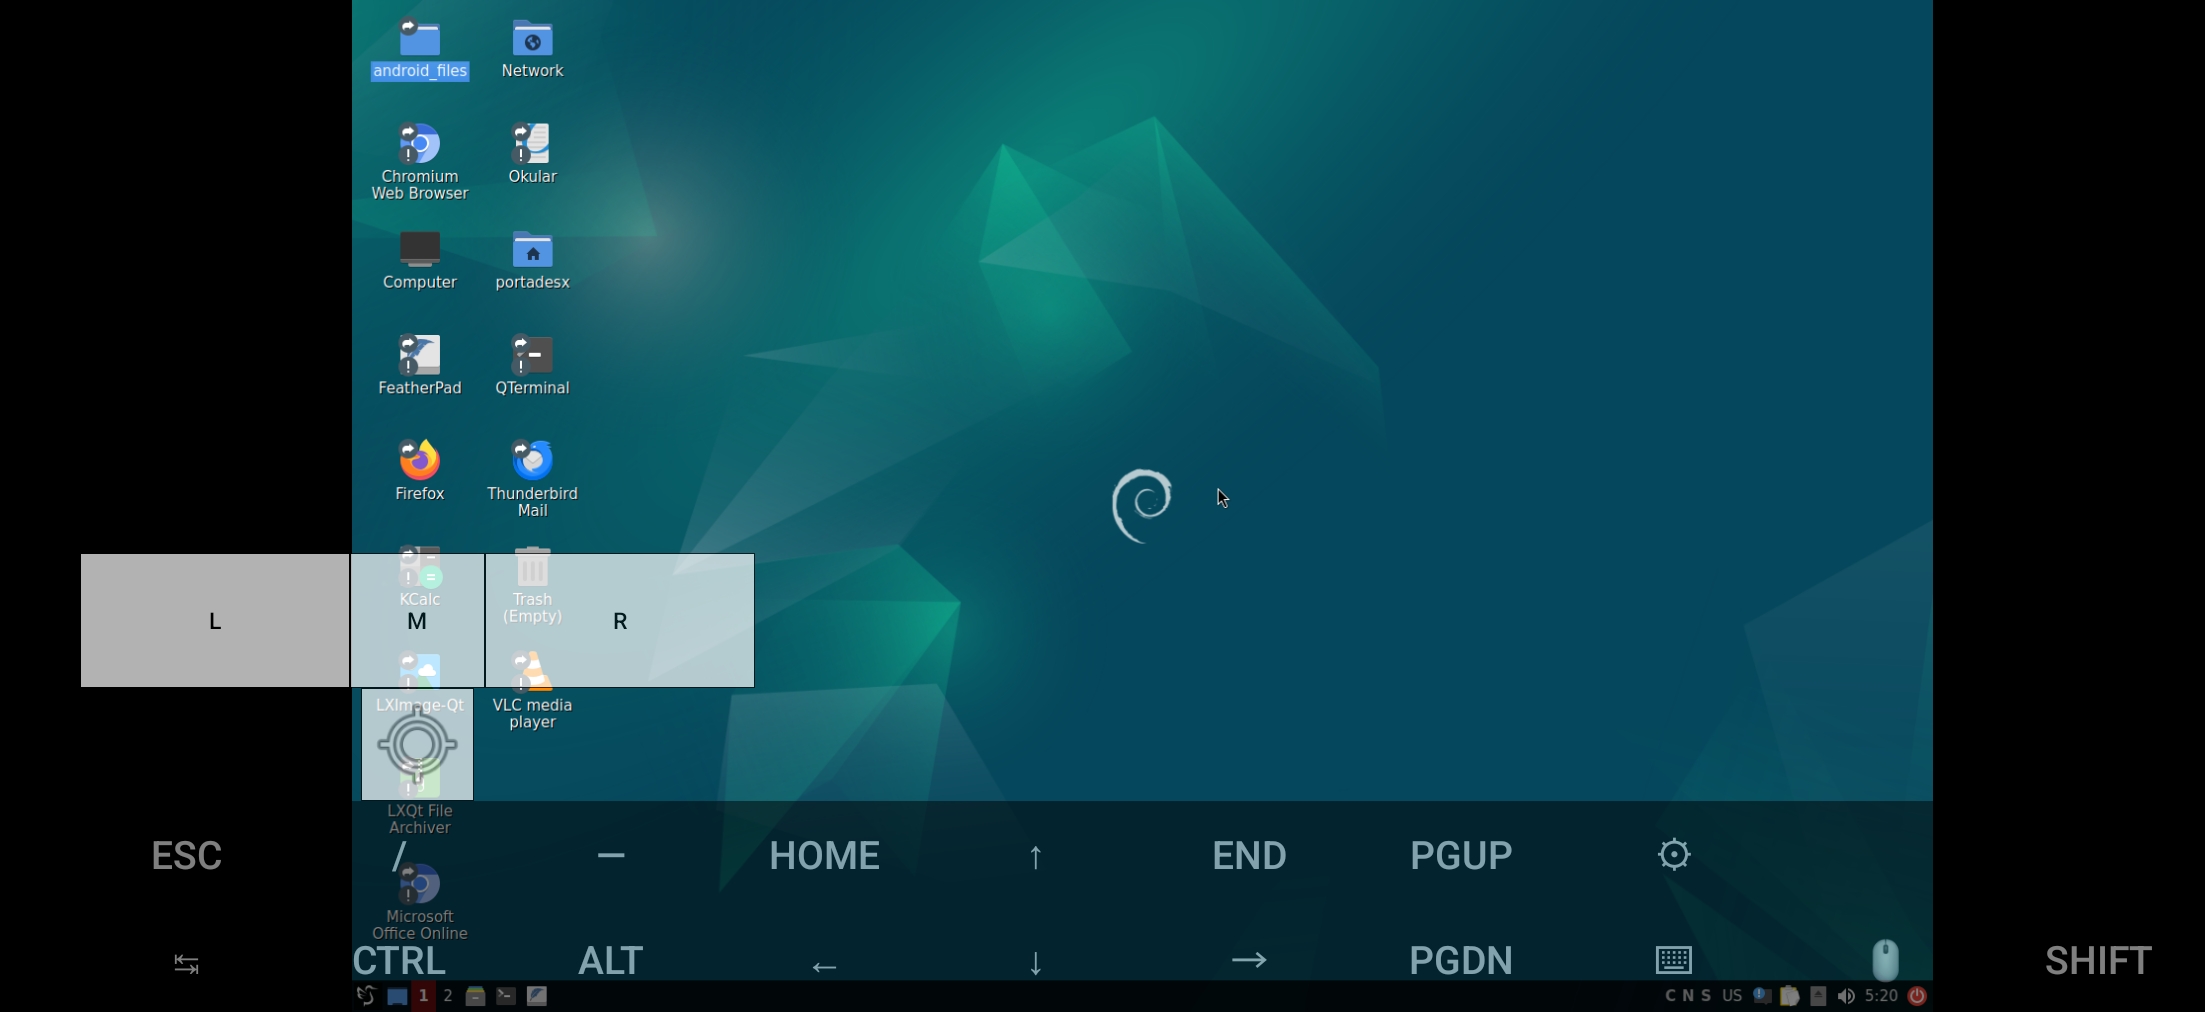 android_files
Network
Chromium
Web Browser
Okular
Computer
portadesx
FeatherPad
QTerminal
Firefox
Thunderbird
Mail
KCalc
Trash
(Empty)
L
M
R
LXImage-Qt
VLC media
player
LXQt File
Archiver
ESC
/
—
HOME
↑
END
PGUP
Microsoft
Office Online
↹
CTRL
ALT
←
↓
→
PGDN
SHIFT
1
2
C N S
US
5:20